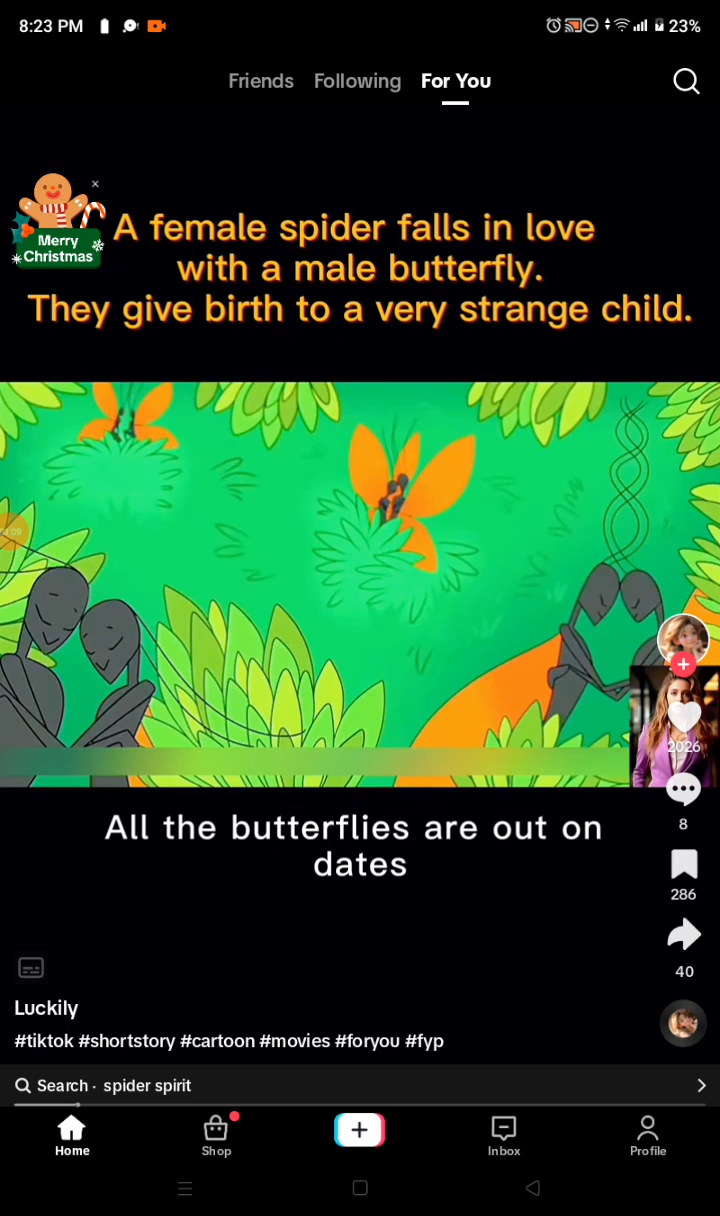 8:23 PM
23%
Friends
Following
For You
Merry
Christmas
A female spider falls in love
with a male butterfly.
They give birth to a very strange child.
01:09
2026
8
286
40
All the butterflies are out on
dates
Luckily
#tiktok #shortstory #cartoon #movies #foryou #fyp
Search · spider spirit
Home
Shop
Inbox
Profile